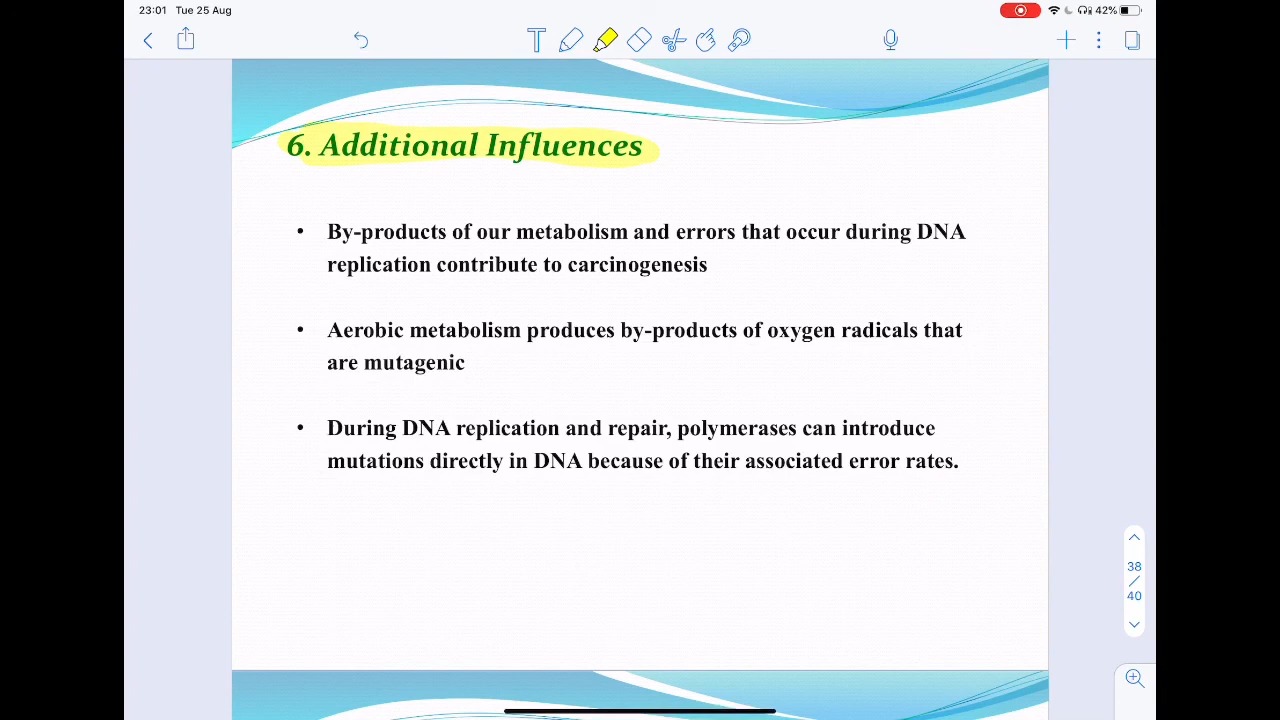 23:01 Tue 25 Aug
42%
6. Additional Influences
• By-products of our metabolism and errors that occur during DNA
replication contribute to carcinogenesis
• Aerobic metabolism produces by-products of oxygen radicals that
are mutagenic
• During DNA replication and repair, polymerases can introduce
mutations directly in DNA because of their associated error rates.
38
/
40